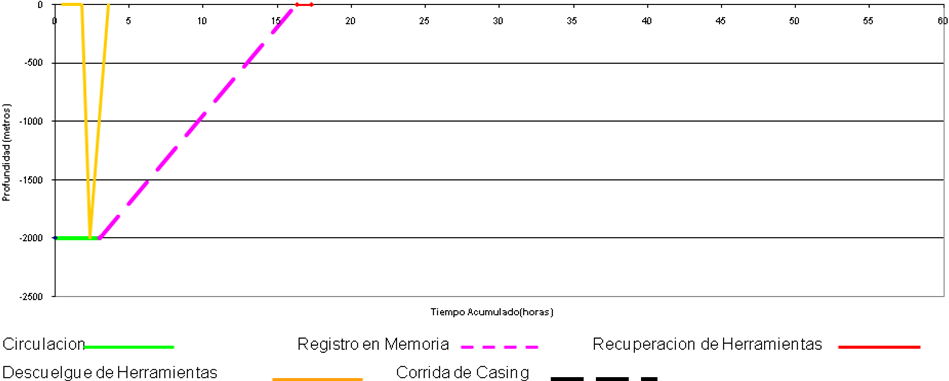 0
0 5 10 15 20 25 30 35 40 45 50 55 60
-500
-1000
-1500
-2000
-2500
Profundidad (metros)
Tiempo Acumulado(horas)
Circulacion Registro en Memoria Recuperacion de Herramientas
Descuelgue de Herramientas Corrida de Casing